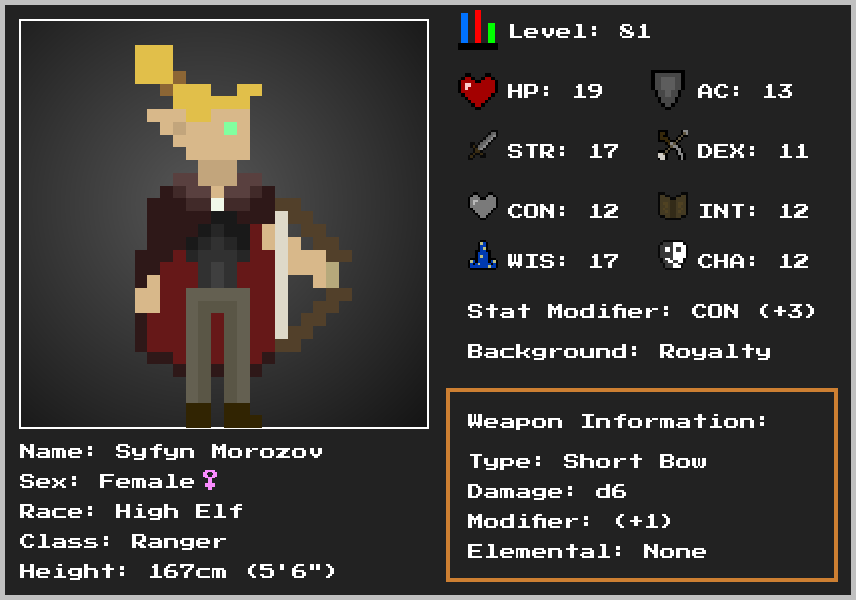 Level: 81
HP: 19 AC: 13
STR: 17 DEX: 11
CON: 12 INT: 12
WIS: 17 CHA: 12
Stat Modifier: CON (+3)
Background: Royalty
Weapon Information:
Type: Short Bow
Damage: d6
Modifier: (+1)
Elemental: None
Name: Syfyn Morozov
Sex: Female♀
Race: High Elf
Class: Ranger
Height: 167cm (5'6")